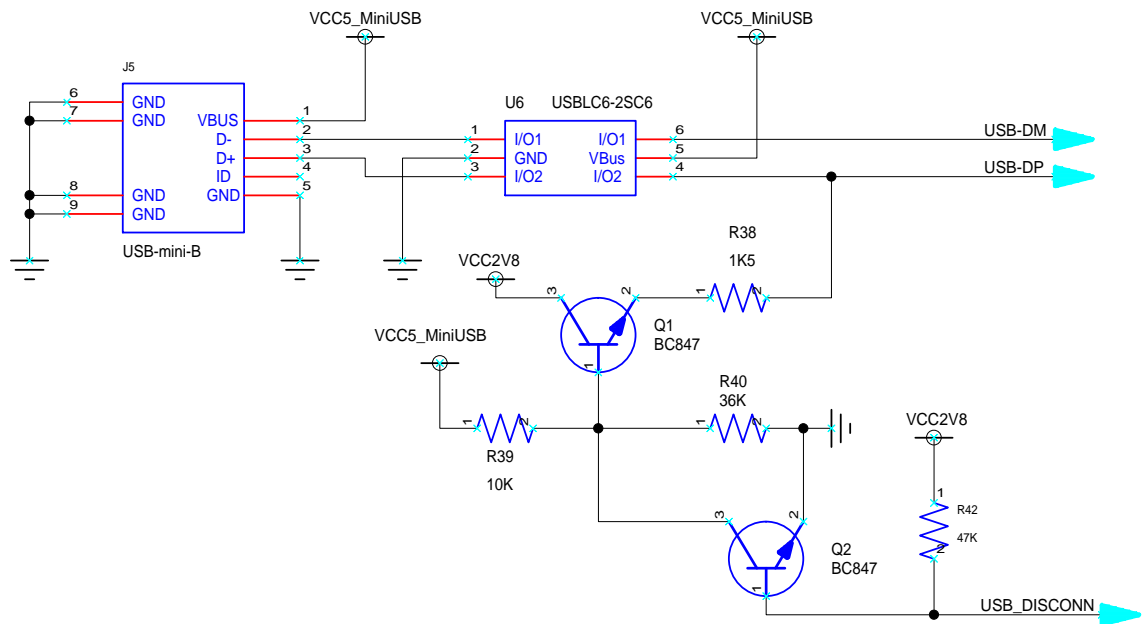 VCC5_MiniUSB
VCC5_MiniUSB
J5
6 GND
7 GND
8 GND
9 GND
VBUS 1
D- 2
D+ 3
ID 4
GND 5
USB-mini-B
U6 USBLC6-2SC6
1 I/O1 I/O1 6
2 GND VBus 5
3 I/O2 I/O2 4
USB-DM
USB-DP
R38
1K5
1 2
VCC2V8
3 2
1
Q1
BC847
VCC5_MiniUSB
1 2
R39
10K
R40
36K
1 2
VCC2V8
1
R42
47K
2
3 2
1
Q2
BC847
USB_DISCONN